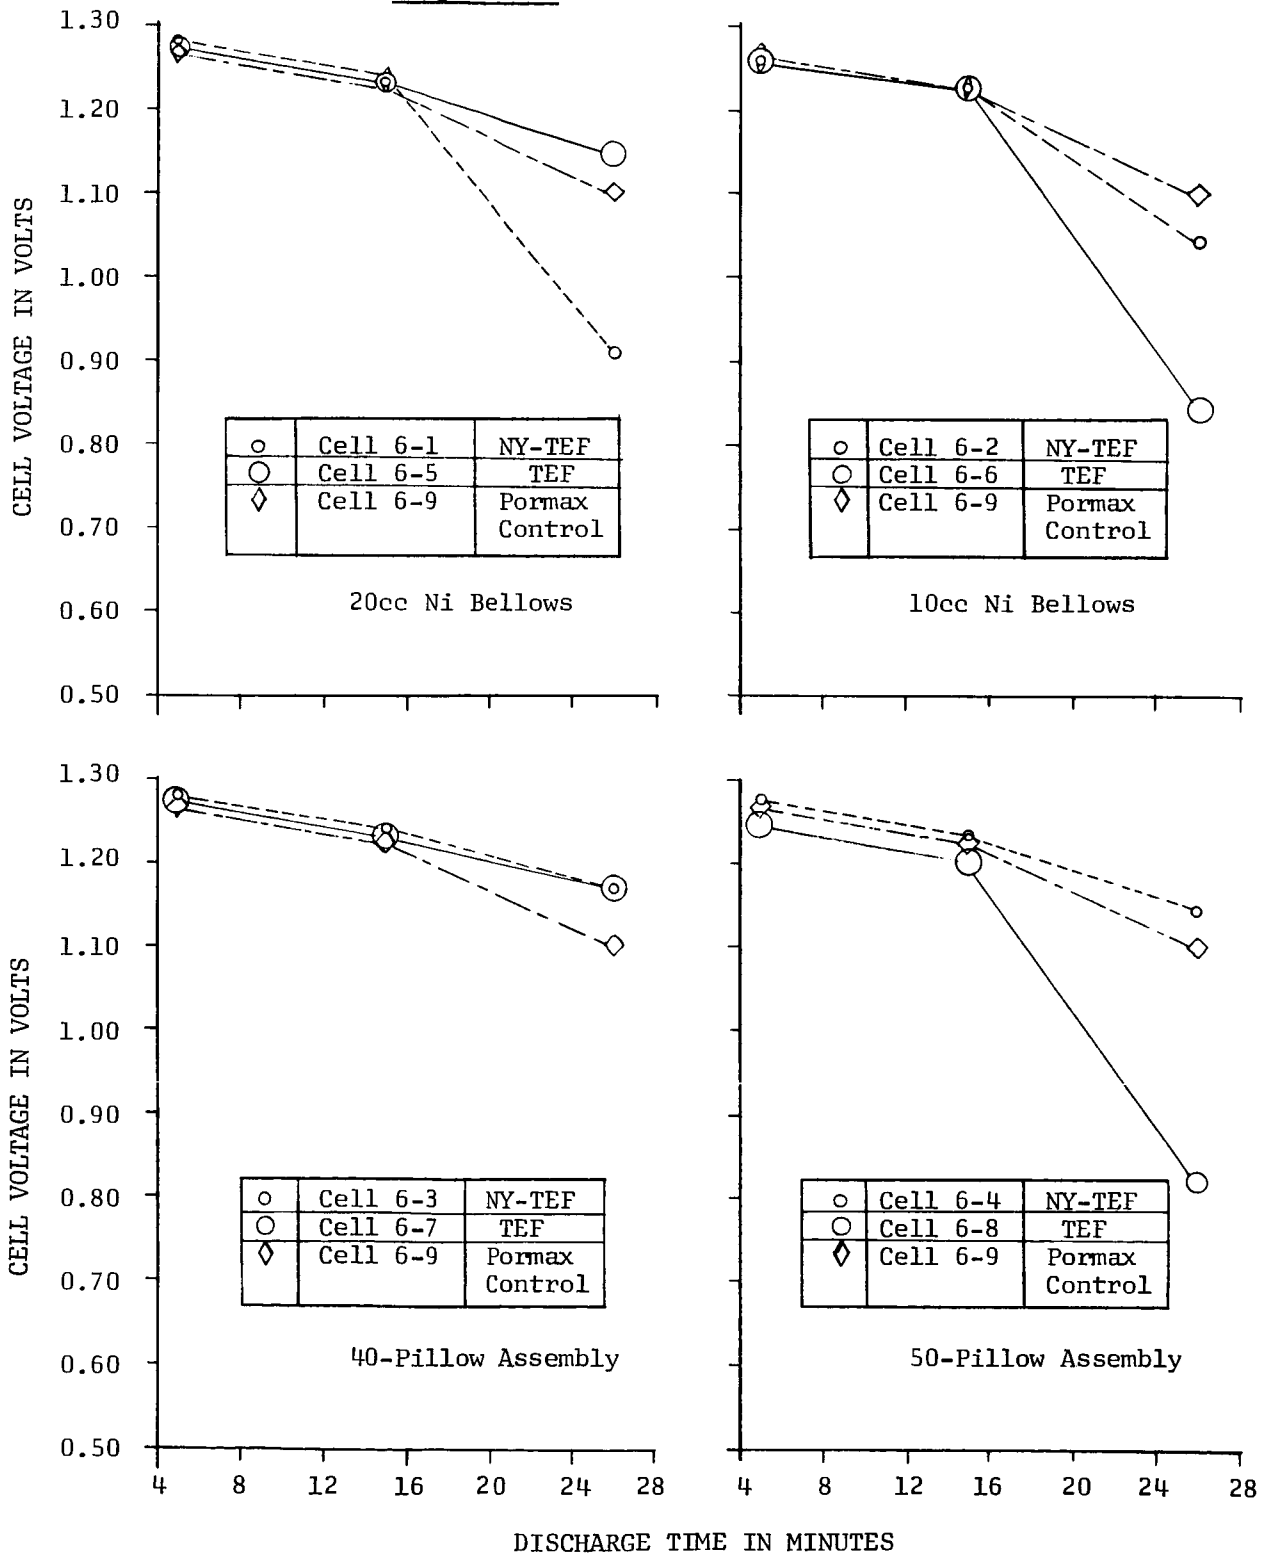 1.30
1.20
1.10
1.00
0.90
0.80
0.70
0.60
0.50
CELL VOLTAGE IN VOLTS
Cell 6-1 NY-TEF
Cell 6-5 TEF
Cell 6-9 Pormax
Control
20cc Ni Bellows
Cell 6-2 NY-TEF
Cell 6-6 TEF
Cell 6-9 Pormax
Control
10cc Ni Bellows
1.30
1.20
1.10
1.00
0.90
0.80
0.70
0.60
0.50
CELL VOLTAGE IN VOLTS
Cell 6-3 NY-TEF
Cell 6-7 TEF
Cell 6-9 Pormax
Control
40-Pillow Assembly
4 8 12 16 20 24 28
Cell 6-4 NY-TEF
Cell 6-8 TEF
Cell 6-9 Pormax
Control
50-Pillow Assembly
4 8 12 16 20 24 28
DISCHARGE TIME IN MINUTES